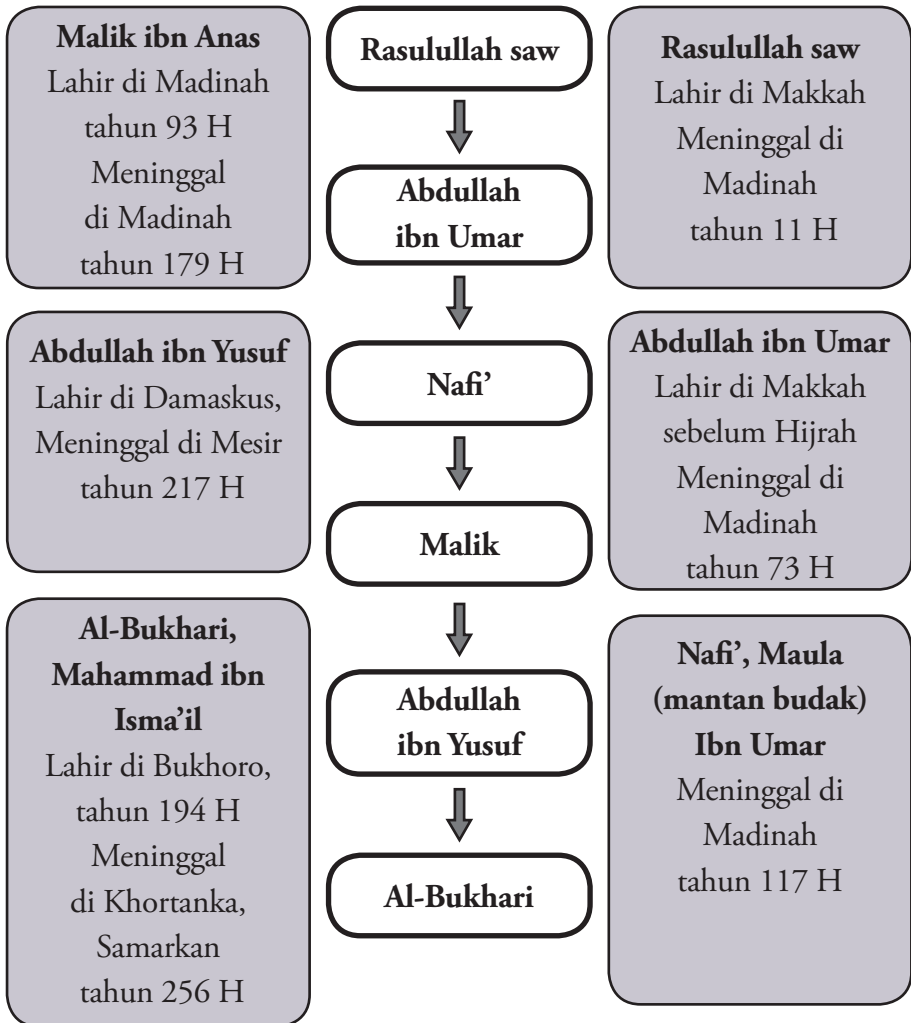 Malik ibn Anas
Lahir di Madinah
tahun 93 H
Meninggal
di Madinah
tahun 179 H
Abdullah ibn Yusuf
Lahir di Damaskus,
Meninggal di Mesir
tahun 217 H
Al-Bukhari,
Mahammad ibn
Isma’il
Lahir di Bukhoro,
tahun 194 H
Meninggal
di Khortanka,
Samarkan
tahun 256 H
Rasulullah saw
Abdullah
ibn Umar
Nafi’
Malik
Abdullah
ibn Yusuf
Al-Bukhari
Rasulullah saw
Lahir di Makkah
Meninggal di
Madinah
tahun 11 H
Abdullah ibn Umar
Lahir di Makkah
sebelum Hijrah
Meninggal di
Madinah
tahun 73 H
Nafi’, Maula
(mantan budak)
Ibn Umar
Meninggal di
Madinah
tahun 117 H